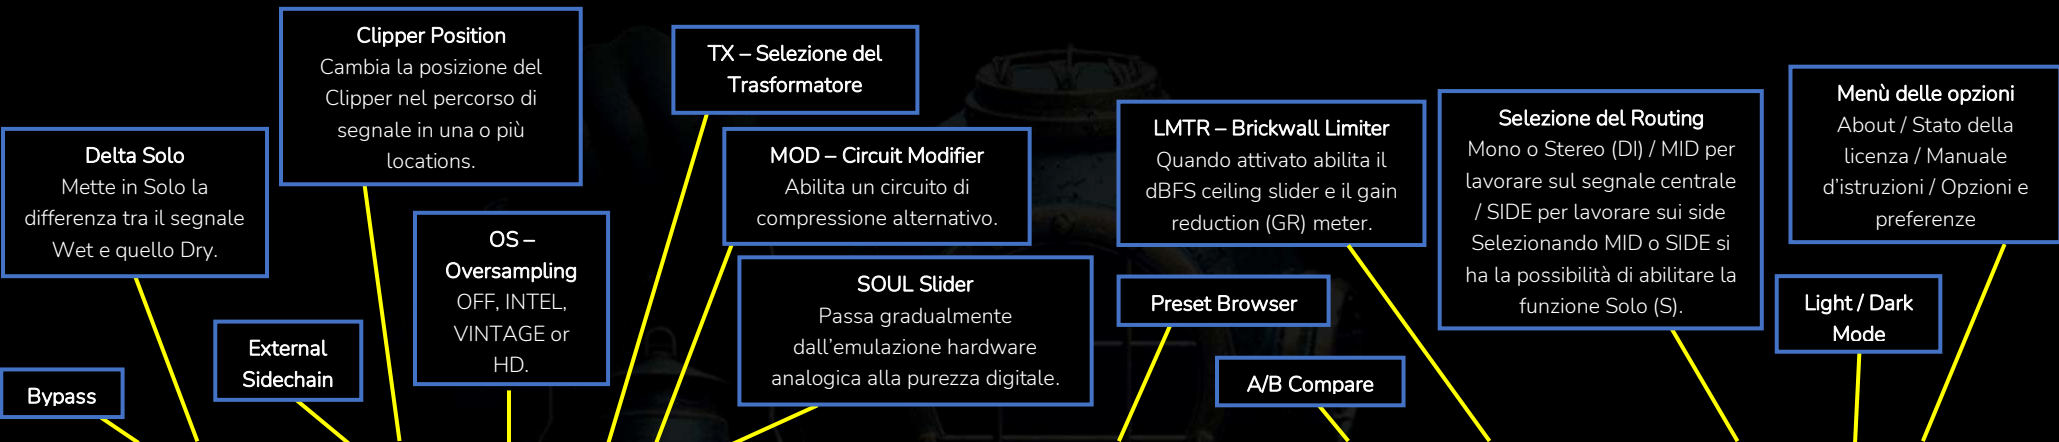 Clipper Position
Cambia la posizione del
Clipper nel percorso di
segnale in una o più
locations.
TX – Selezione del
Trasformatore
Menù delle opzioni
About / Stato della
licenza / Manuale
d'istruzioni / Opzioni e
preferenze
Selezione del Routing
Mono o Stereo (DI) / MID per
lavorare sul segnale centrale
/ SIDE per lavorare sui side
Selezionando MID o SIDE si
ha la possibilità di abilitare la
funzione Solo (S).
LMTR – Brickwall Limiter
Quando attivato abilita il
dBFS ceiling slider e il gain
reduction (GR) meter.
Delta Solo
Mette in Solo la
differenza tra il segnale
Wet e quello Dry.
MOD – Circuit Modifier
Abilita un circuito di
compressione alternativo.
OS –
Oversampling
OFF, INTEL,
VINTAGE or
HD.
SOUL Slider
Passa gradualmente
dall'emulazione hardware
analogica alla purezza digitale.
Preset Browser
Light / Dark
Mode
External
Sidechain
A/B Compare
Bypass